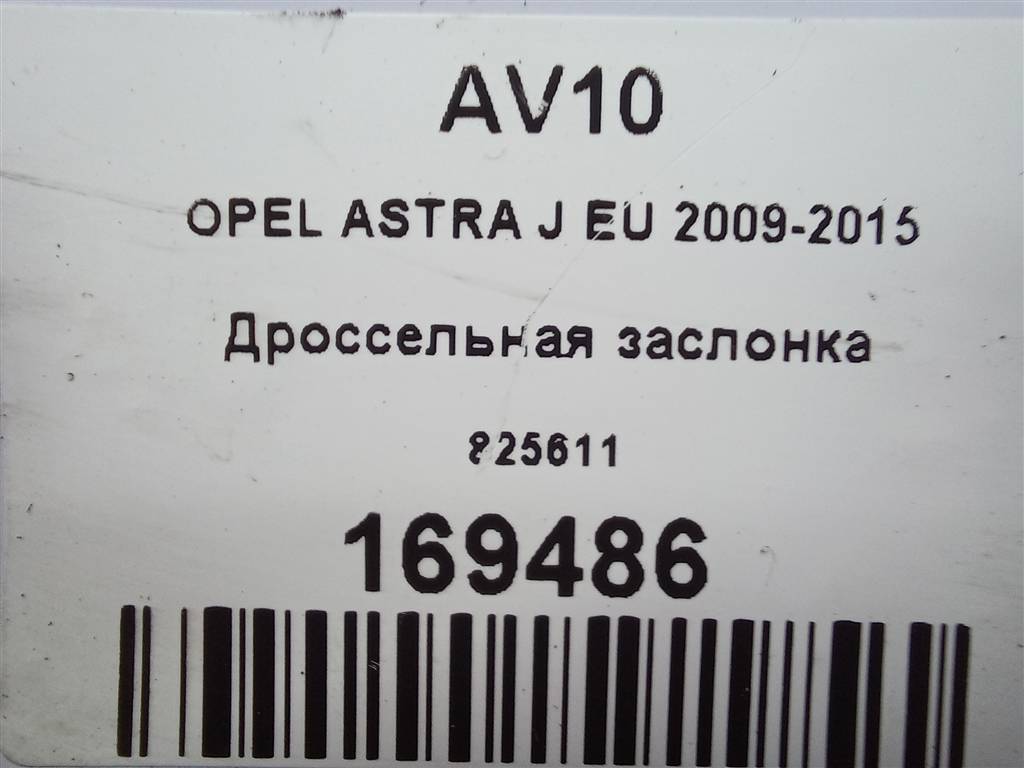 AV10
OPEL ASTRA J EU 2009-2015
Дроссельная заслонка
825611
169486